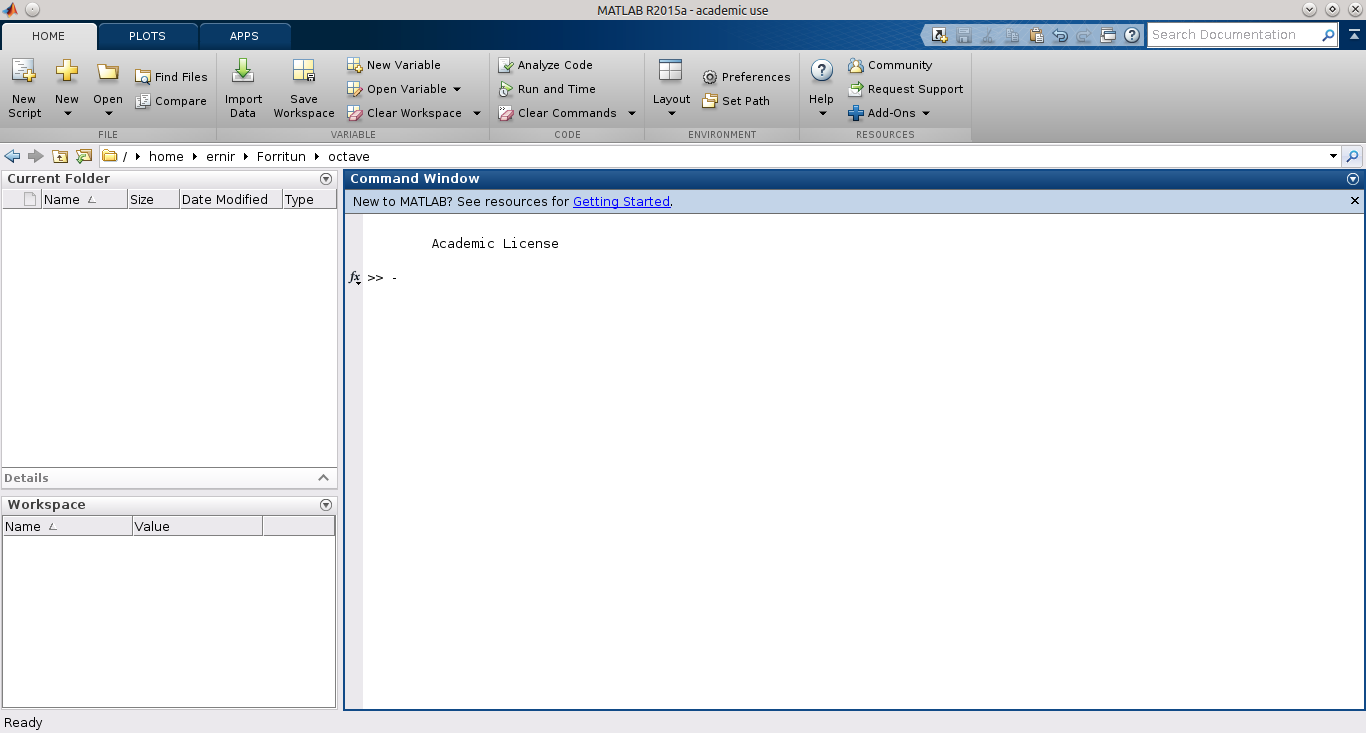 MATLAB R2015a - academic use
HOME PLOTS APPS Search Documentation
New Script
New
Open
Find Files
Compare
FILE
Import Data
Save Workspace
New Variable
Open Variable
Clear Workspace
VARIABLE
Analyze Code
Run and Time
Clear Commands
CODE
Layout
Preferences
Set Path
ENVIRONMENT
Help
Community
Request Support
Add-Ons
RESOURCES
/ home ernir Forritun octave
Current Folder
Name Size Date Modified Type
Details
Workspace
Name Value
Command Window
New to MATLAB? See resources for Getting Started.
Academic License
fx >> -
Ready